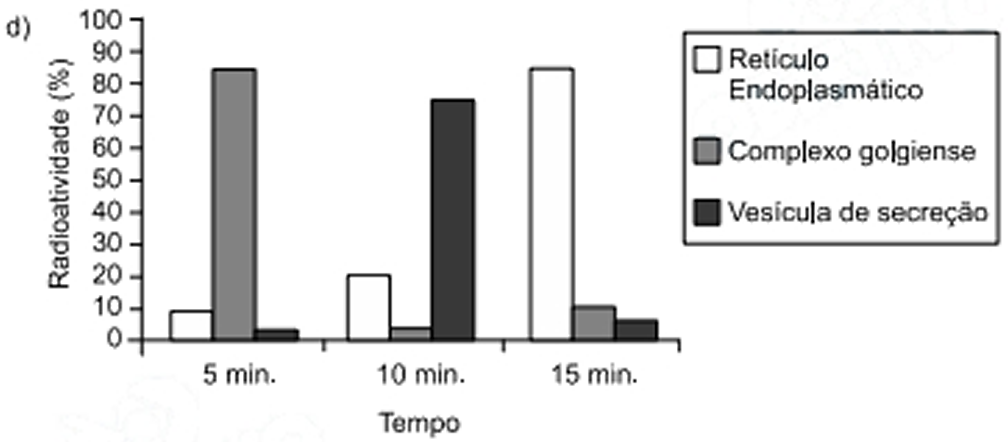 d)
Radioatividade (%)
100
90
80
70
60
50
40
30
20
10
0
5 min.
10 min.
15 min.
Tempo
Retículo
Endoplasmático
Complexo golgiense
Vesícula de secreção